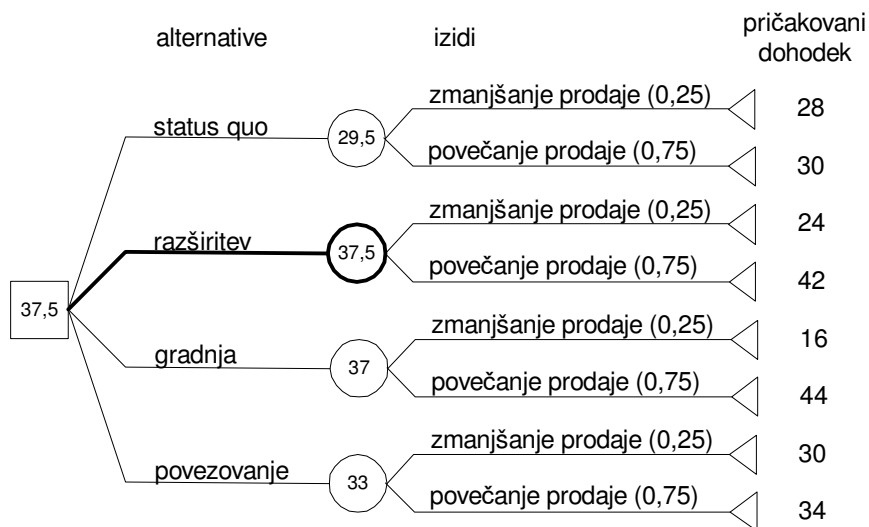 alternative
izidi
pričakovani
dohodek
zmanjšanje prodaje (0,25)
28
status quo
29,5
povečanje prodaje (0,75)
30
zmanjšanje prodaje (0,25)
24
razširitev
37,5
povečanje prodaje (0,75)
42
37,5
zmanjšanje prodaje (0,25)
16
gradnja
37
povečanje prodaje (0,75)
44
zmanjšanje prodaje (0,25)
30
povezovanje
33
povečanje prodaje (0,75)
34